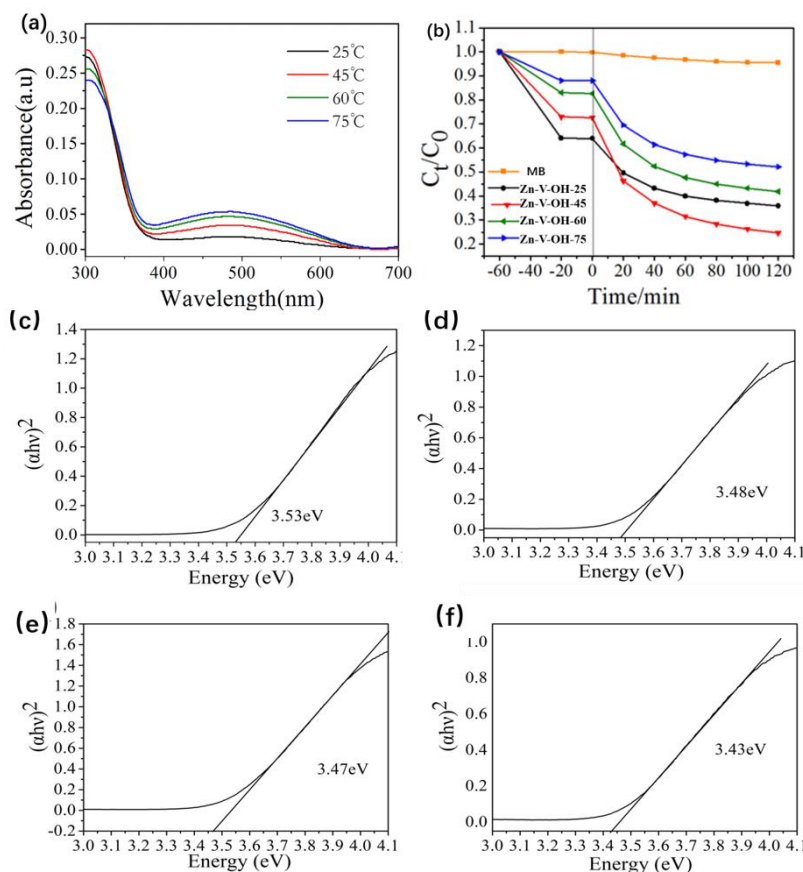 (a)
0.30
0.25
0.20
0.15
0.10
0.05
0.00
Absorbance(a.u)
25℃
45℃
60℃
75℃
300 400 500 600 700
Wavelength(nm)
(b)
1.1
1.0
0.9
0.8
0.7
0.6
0.5
0.4
0.3
0.2
Ct/C0
MB
Zn-V-OH-25
Zn-V-OH-45
Zn-V-OH-60
Zn-V-OH-75
-60 -40 -20 0 20 40 60 80 100 120
Time/min
(c)
1.4
1.2
1.0
0.8
0.6
0.4
0.2
0.0
(αhν)2
3.53eV
3.0 3.1 3.2 3.3 3.4 3.5 3.6 3.7 3.8 3.9 4.0 4.1
Energy (eV)
(d)
1.2
1.0
0.8
0.6
0.4
0.2
0.0
(αhν)2
3.48eV
3.0 3.1 3.2 3.3 3.4 3.5 3.6 3.7 3.8 3.9 4.0 4.1
Energy (eV)
(e)
1.8
1.6
1.4
1.2
1.0
0.8
0.6
0.4
0.2
0.0
-0.2
(αhν)2
3.47eV
3.0 3.1 3.2 3.3 3.4 3.5 3.6 3.7 3.8 3.9 4.0 4.1
Energy (eV)
(f)
1.0
0.8
0.6
0.4
0.2
0.0
(αhν)2
3.43eV
3.0 3.1 3.2 3.3 3.4 3.5 3.6 3.7 3.8 3.9 4.0 4.1
Energy (eV)